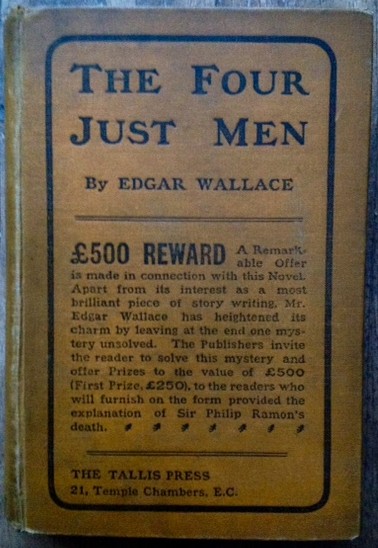 THE FOUR
JUST MEN
By EDGAR WALLACE
£500 REWARD A Remark-
able Offer
is made in connection with this Novel.
Apart from its interest as a most
brilliant piece of story writing, Mr.
Edgar Wallace has heightened its
charm by leaving at the end one mys-
tery unsolved. The Publishers invite
the reader to solve this mystery and
offer Prizes to the value of £500
(First Prize, £250), to the readers who
will furnish on the form provided the
explanation of Sir Philip Ramon's
death.
THE TALLIS PRESS
21, Temple Chambers, E.C.